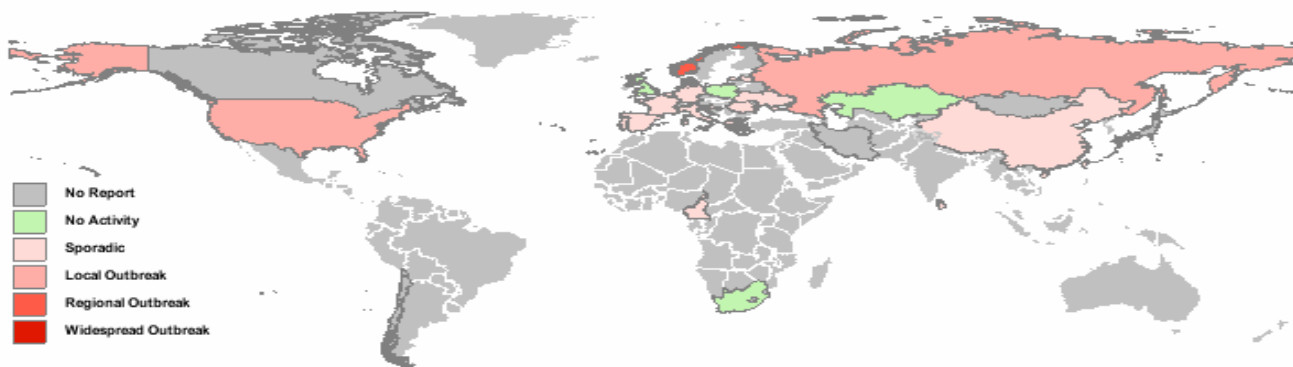 No Report
No Activity
Sporadic
Local Outbreak
Regional Outbreak
Widespread Outbreak